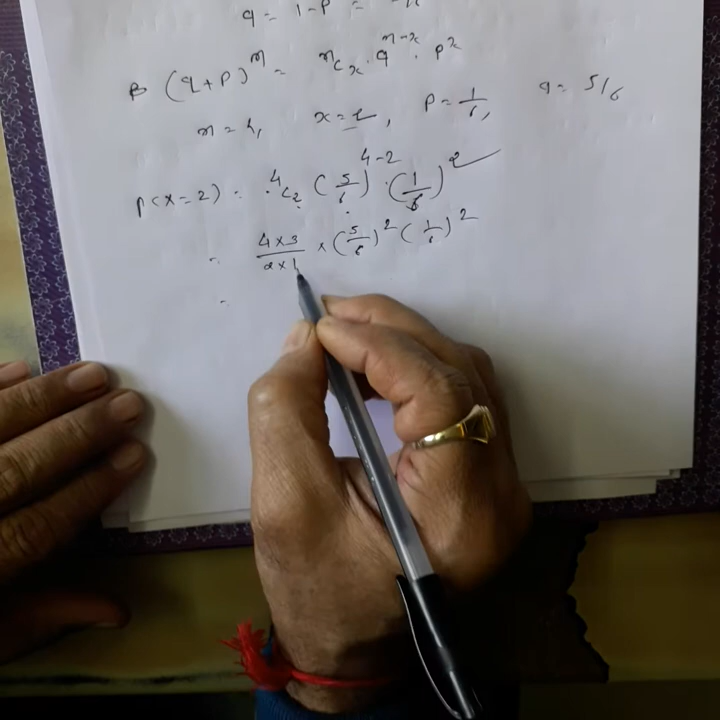 q = 1-P =
B (q+P)^n = nCx · q^n-x · p^x
n = 4, x = 2, P = 1/6, q = 5/6
P(X=2) = 4C2 (5/6)^4-2 · (1/6)^2
= 4×3/2×1 × (5/6)^2 (1/6)^2
=